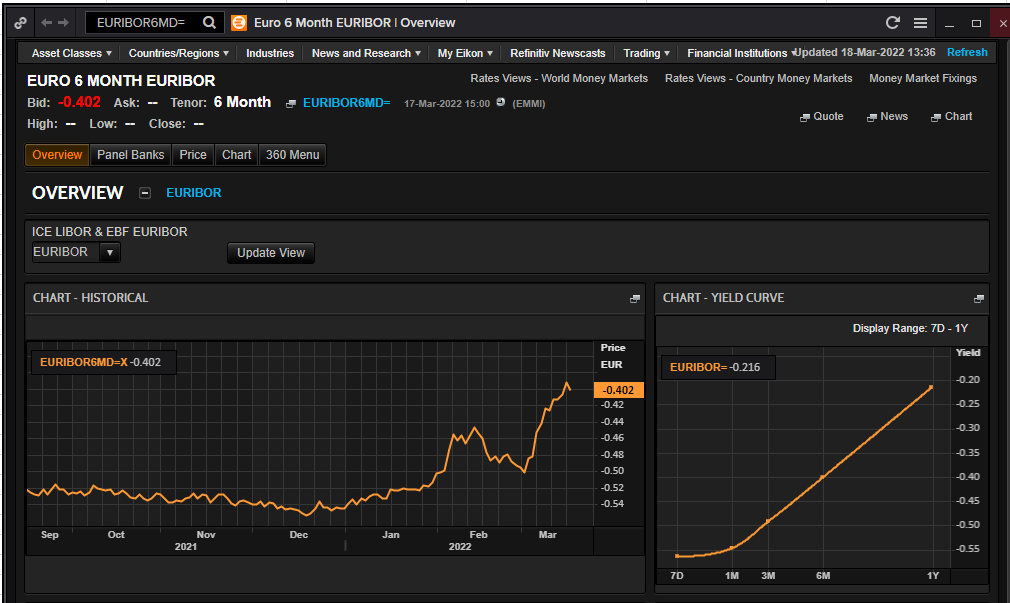 EURIBOR6MD= Euro 6 Month EURIBOR | Overview
Asset Classes Countries/Regions Industries News and Research My Eikon Refinitiv Newscasts Trading Financial Institutions Updated 18-Mar-2022 13:36 Refresh
EURO 6 MONTH EURIBOR Rates Views - World Money Markets Rates Views - Country Money Markets Money Market Fixings
Bid: -0.402 Ask: -- Tenor: 6 Month EURIBOR6MD= 17-Mar-2022 15:00 (EMMI)
High: -- Low: -- Close: -- Quote News Chart
Overview Panel Banks Price Chart 360 Menu
OVERVIEW EURIBOR
ICE LIBOR & EBF EURIBOR
EURIBOR Update View
CHART - HISTORICAL
EURIBOR6MD=X -0.402
Price
EUR
-0.402
-0.42
-0.44
-0.46
-0.48
-0.50
-0.52
-0.54
Sep Oct Nov Dec Jan Feb Mar
2021 2022
CHART - YIELD CURVE
Display Range: 7D - 1Y
EURIBOR= -0.216
Yield
-0.20
-0.25
-0.30
-0.35
-0.40
-0.45
-0.50
-0.55
7D 1M 3M 6M 1Y